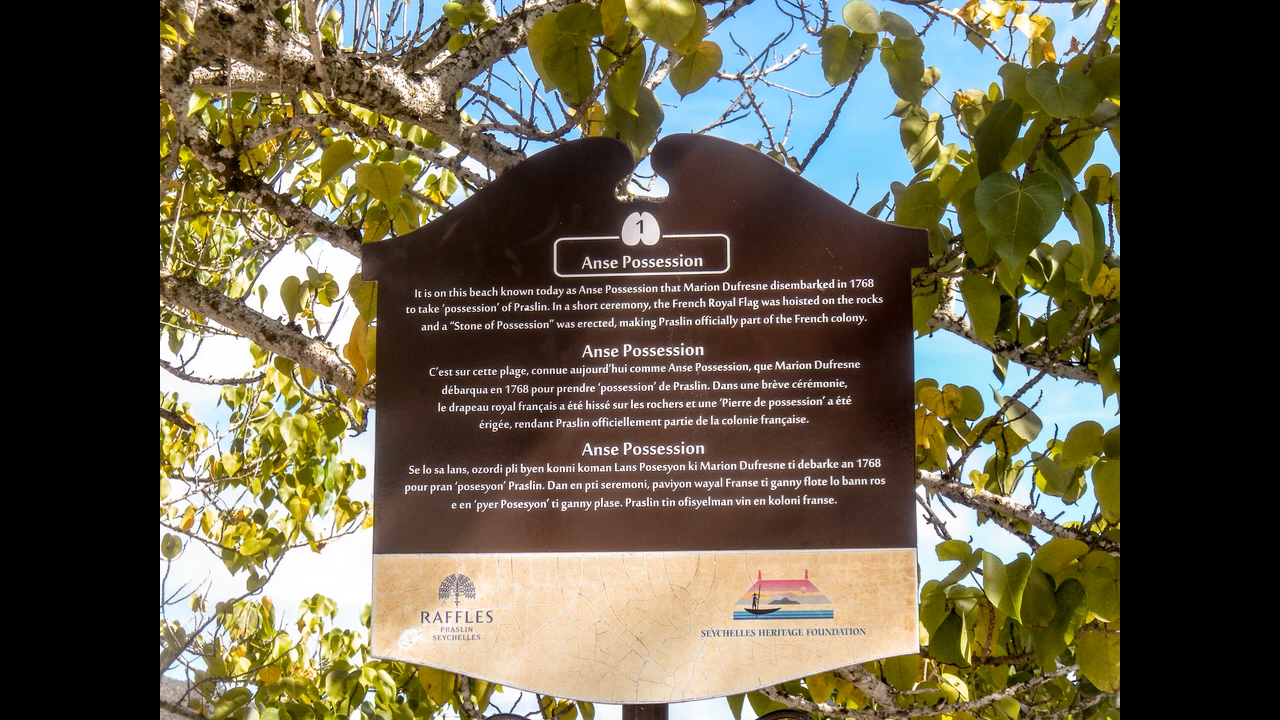 1
Anse Possession
It is on this beach known today as Anse Possession that Marion Dufresne disembarked in 1768
to take ‘possession’ of Praslin. In a short ceremony, the French Royal Flag was hoisted on the rocks
and a “Stone of Possession” was erected, making Praslin officially part of the French colony.
Anse Possession
C’est sur cette plage, connue aujourd’hui comme Anse Possession, que Marion Dufresne
débarqua en 1768 pour prendre ‘possession’ de Praslin. Dans une brève cérémonie,
le drapeau royal français a été hissé sur les rochers et une ‘Pierre de possession’ a été
érigée, rendant Praslin officiellement partie de la colonie française.
Anse Possession
Se lo sa lans, ozordi pli byen konni koman Lans Posesyon ki Marion Dufresne ti debarke an 1768
pour pran ‘posesyon’ Praslin. Dan en pti seremoni, paviyon wayal Franse ti ganny flote lo bann ros
e en ‘pyer Posesyon’ ti ganny plase. Praslin tin ofisyelman vin en koloni franse.
RAFFLES
PRASLIN
SEYCHELLES
SEYCHELLES HERITAGE FOUNDATION